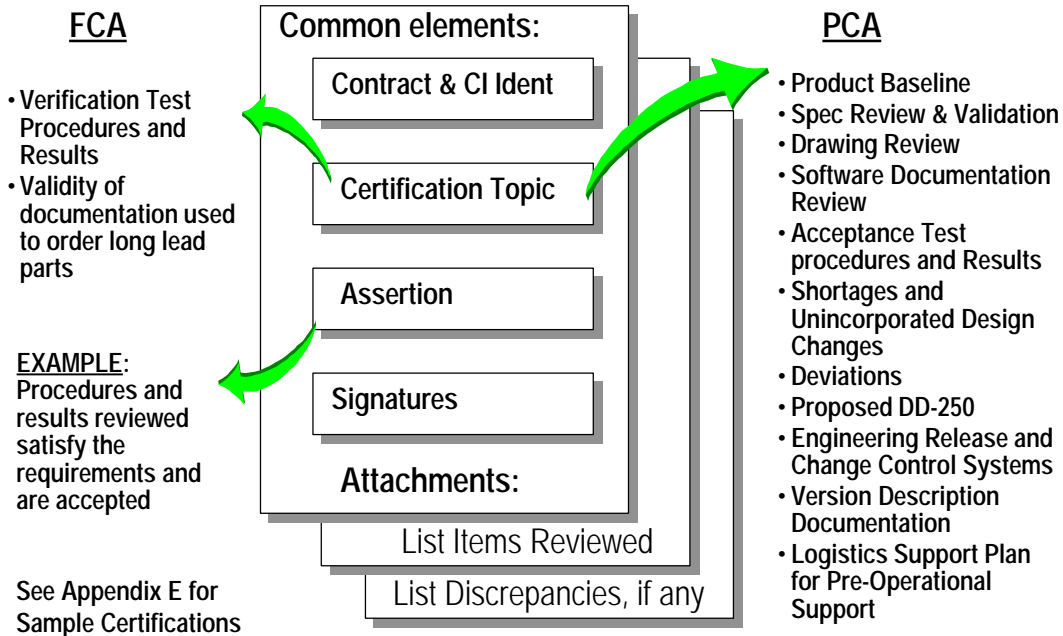 FCA
• Verification Test
Procedures and
Results
• Validity of
documentation used
to order long lead
parts
EXAMPLE:
Procedures and
results reviewed
satisfy the
requirements and
are accepted
See Appendix E for
Sample Certifications
Common elements:
Contract & CI Ident
Certification Topic
Assertion
Signatures
Attachments:
List Items Reviewed
List Discrepancies, if any
PCA
• Product Baseline
• Spec Review & Validation
• Drawing Review
• Software Documentation
Review
• Acceptance Test
procedures and Results
• Shortages and
Unincorporated Design
Changes
• Deviations
• Proposed DD-250
• Engineering Release and
Change Control Systems
• Version Description
Documentation
• Logistics Support Plan
for Pre-Operational
Support